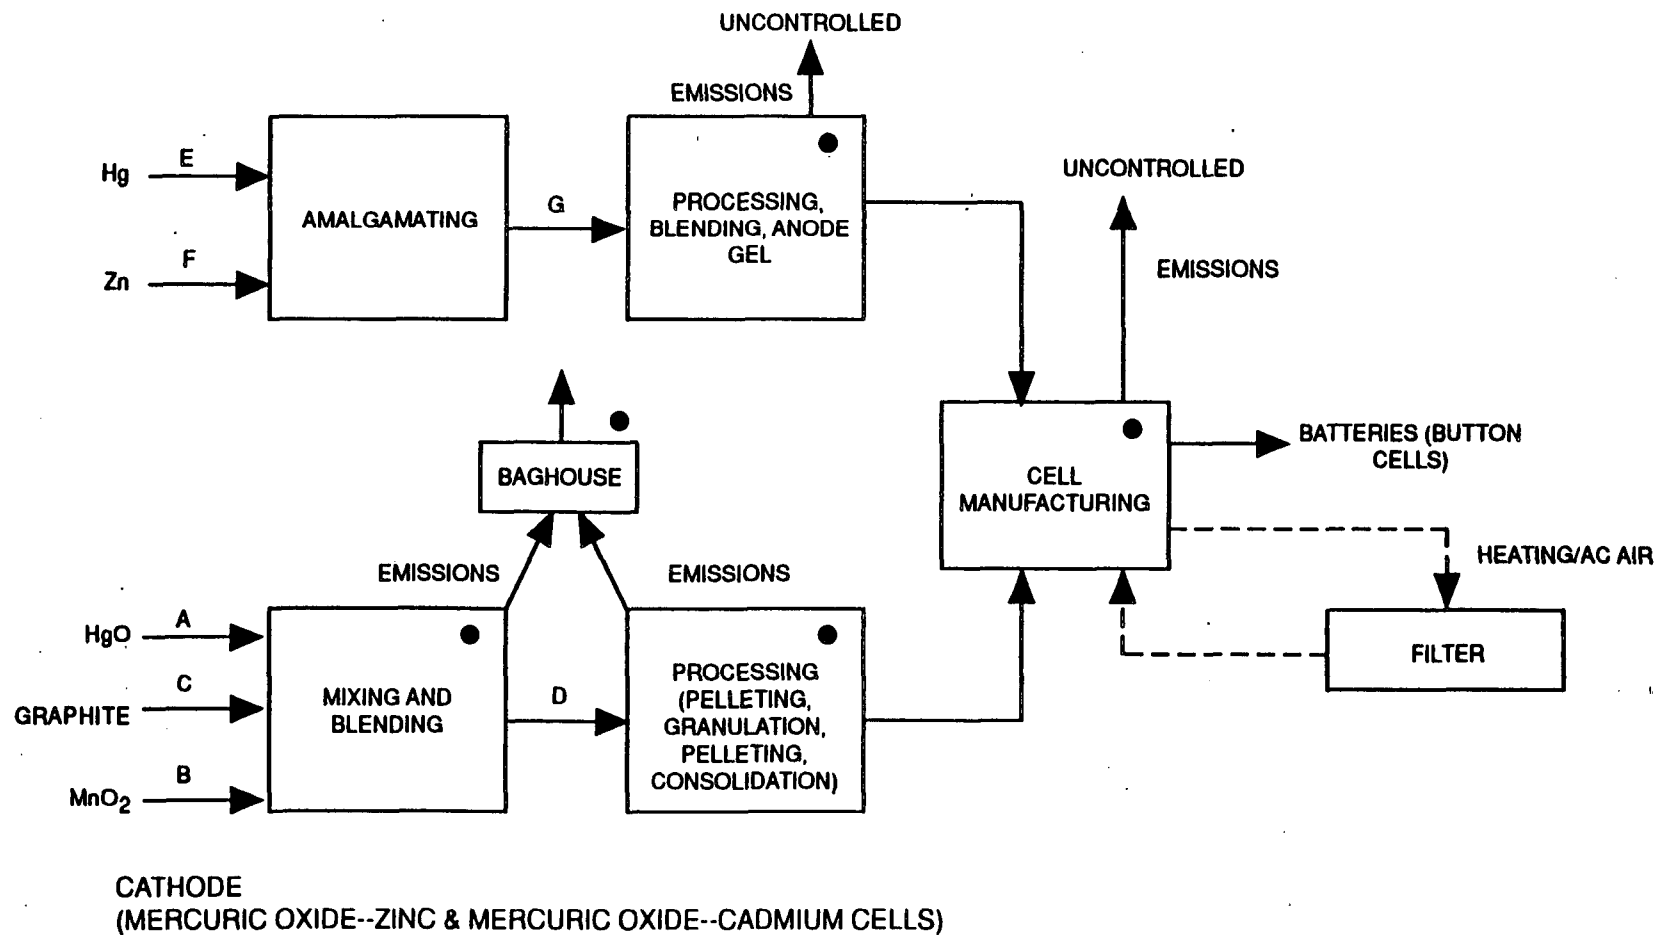 UNCONTROLLED
EMISSIONS
Hg
E
Zn
F
AMALGAMATING
G
PROCESSING,
BLENDING, ANODE
GEL
UNCONTROLLED
EMISSIONS
BAGHOUSE
EMISSIONS
EMISSIONS
HgO
A
GRAPHITE
C
MnO2
B
MIXING AND
BLENDING
D
PROCESSING
(PELLETING,
GRANULATION,
PELLETING,
CONSOLIDATION)
CELL
MANUFACTURING
BATTERIES (BUTTON
CELLS)
HEATING/AC AIR
FILTER
CATHODE
(MERCURIC OXIDE--ZINC & MERCURIC OXIDE--CADMIUM CELLS)